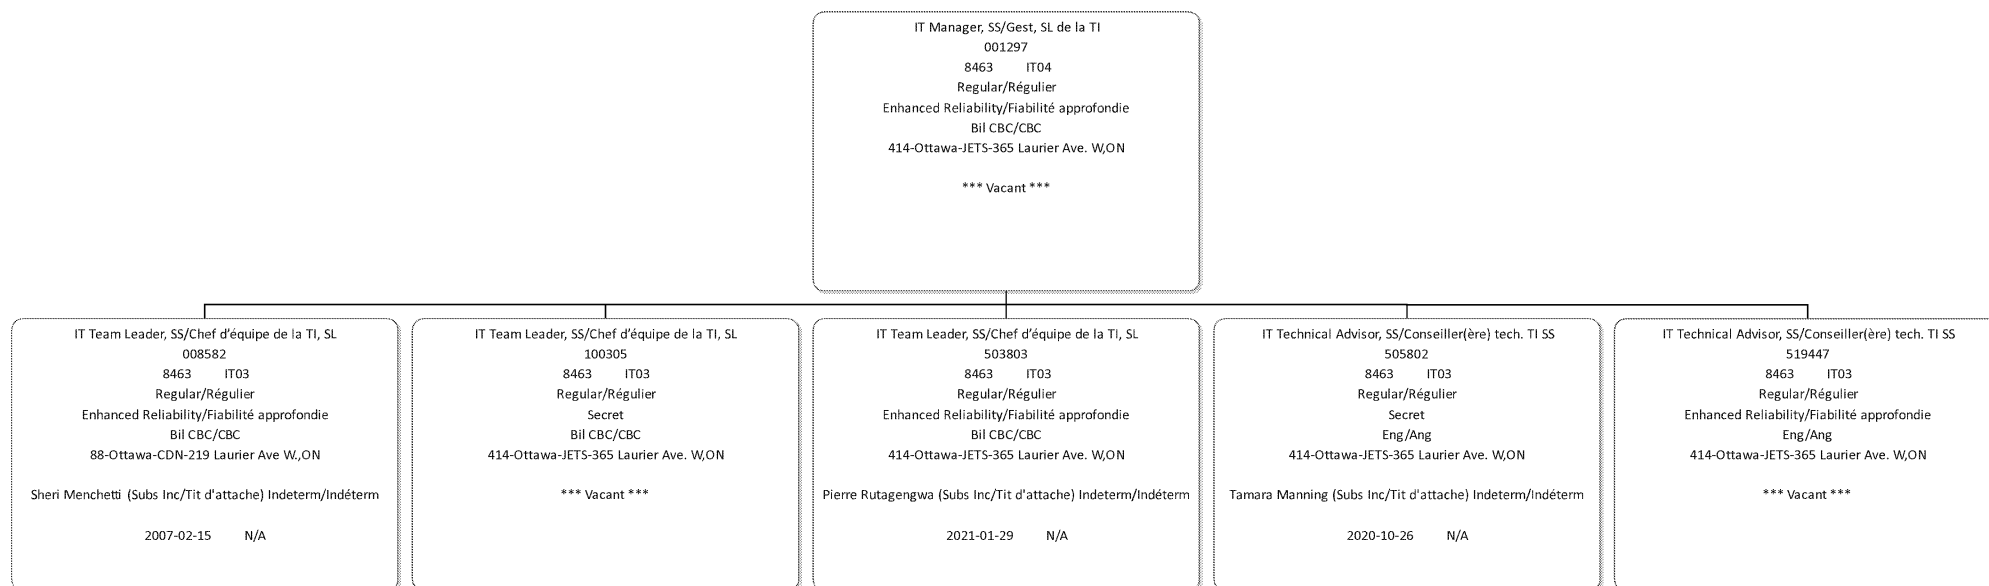 IT Manager, SS/Gest, SL de la TI
001297
8463 IT04
Regular/Régulier
Enhanced Reliability/Fiabilité approfondie
Bil CBC/CBC
414-Ottawa-JETS-365 Laurier Ave. W,ON
*** Vacant ***
IT Team Leader, SS/Chef d'équipe de la TI, SL
008582
8463 IT03
Regular/Régulier
Enhanced Reliability/Fiabilité approfondie
Bil CBC/CBC
88-Ottawa-CDN-219 Laurier Ave W.,ON
Sheri Menchetti (Subs Inc/Tit d'attache) Indeterm/Indéterm
2007-02-15 N/A
IT Team Leader, SS/Chef d'équipe de la TI, SL
100305
8463 IT03
Regular/Régulier
Secret
Bil CBC/CBC
414-Ottawa-JETS-365 Laurier Ave. W,ON
*** Vacant ***
IT Team Leader, SS/Chef d'équipe de la TI, SL
503803
8463 IT03
Regular/Régulier
Enhanced Reliability/Fiabilité approfondie
Bil CBC/CBC
414-Ottawa-JETS-365 Laurier Ave. W,ON
Pierre Rutagengwa (Subs Inc/Tit d'attache) Indeterm/Indéterm
2021-01-29 N/A
IT Technical Advisor, SS/Conseiller(ère) tech. TI SS
505802
8463 IT03
Regular/Régulier
Secret
Eng/Ang
414-Ottawa-JETS-365 Laurier Ave. W,ON
Tamara Manning (Subs Inc/Tit d'attache) Indeterm/Indéterm
2020-10-26 N/A
IT Technical Advisor, SS/Conseiller(ère) tech. TI SS
519447
8463 IT03
Regular/Régulier
Enhanced Reliability/Fiabilité approfondie
Eng/Ang
414-Ottawa-JETS-365 Laurier Ave. W,ON
*** Vacant ***